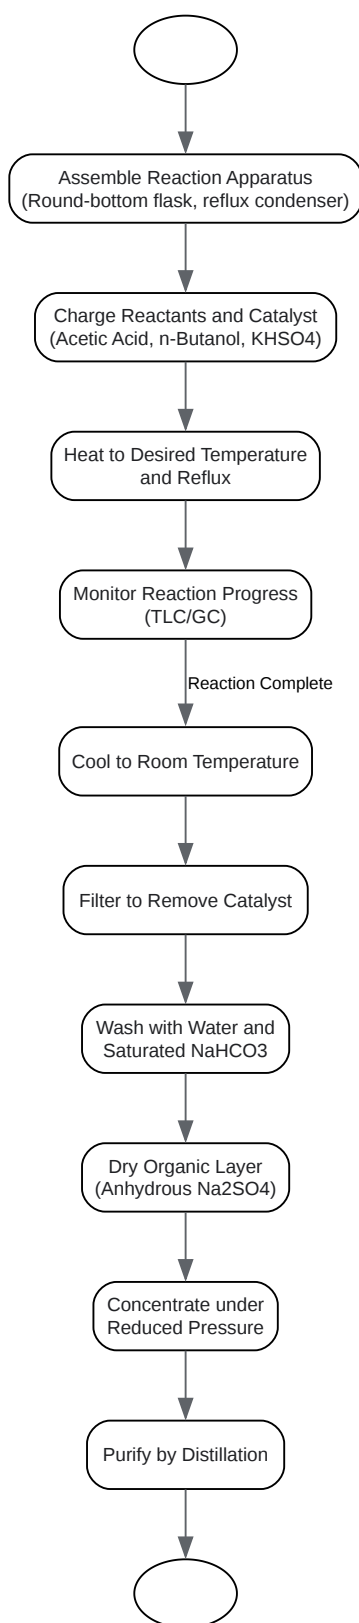 Assemble Reaction Apparatus
(Round-bottom flask, reflux condenser)
Charge Reactants and Catalyst
(Acetic Acid, n-Butanol, KHSO4)
Heat to Desired Temperature
and Reflux
Monitor Reaction Progress
(TLC/GC)
Reaction Complete
Cool to Room Temperature
Filter to Remove Catalyst
Wash with Water and
Saturated NaHCO3
Dry Organic Layer
(Anhydrous Na2SO4)
Concentrate under
Reduced Pressure
Purify by Distillation